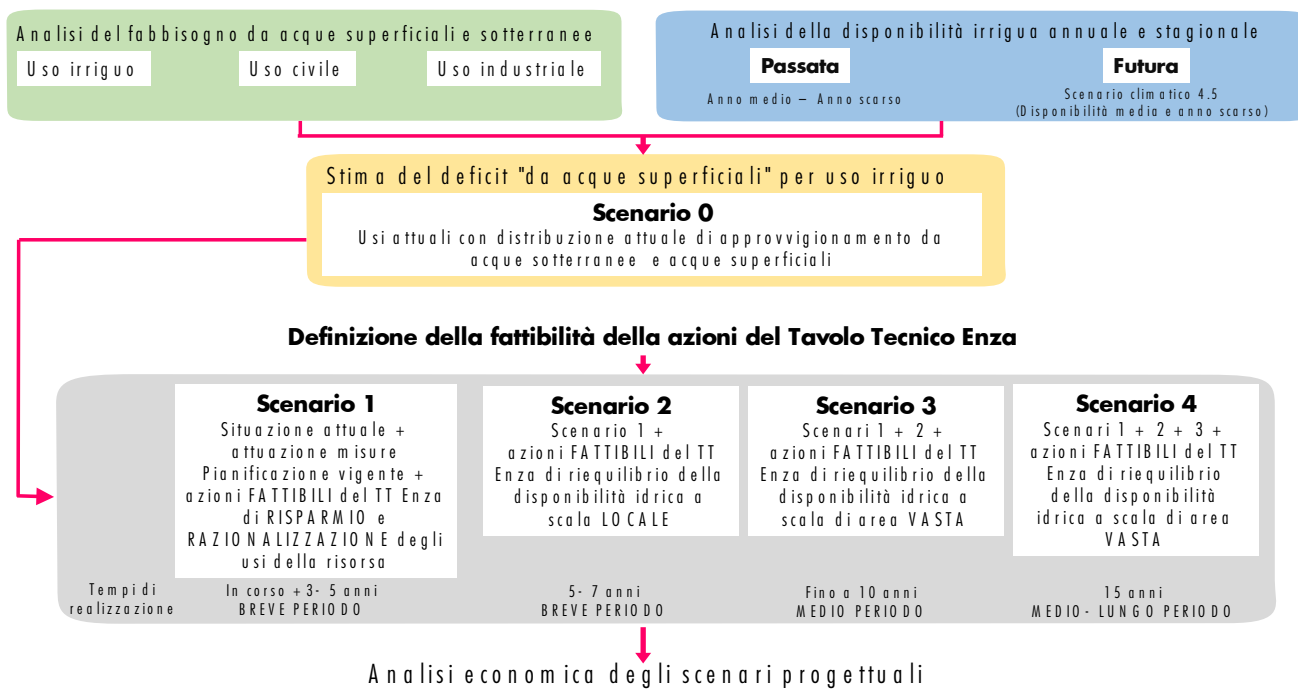 Analisi del fabbisogno da acque superficiali e sotterranee
Uso irriguo
Uso civile
Uso industriale
Analisi della disponibilità irrigua annuale e stagionale
Passata
Anno medio – Anno scarso
Futura
Scenario climatico 4.5
(Disponibilità media e anno scarso)
Stima del deficit "da acque superficiali" per uso irriguo
Scenario 0
Usi attuali con distribuzione attuale di approvvigionamento da
acque sotterranee e acque superficiali
Definizione della fattibilità della azioni del Tavolo Tecnico Enza
Scenario 1
Situazione attuale +
attuazione misure
Pianificazione vigente +
azioni FATTIBILI del TT Enza
di RISPARMIO e
RAZIONALIZZAZIONE degli
usi della risorsa
Scenario 2
Scenario 1 +
azioni FATTIBILI del TT
Enza di riequilibrio della
disponibilità idrica a
scala LOCALE
Scenario 3
Scenari 1 + 2 +
azioni FATTIBILI del TT
Enza di riequilibrio della
disponibilità idrica a
scala di area VASTA
Scenario 4
Scenari 1 + 2 + 3 +
azioni FATTIBILI del TT
Enza di riequilibrio
della disponibilità
idrica a scala di area
VASTA
Tempi di
realizzazione
In corso +3- 5 anni
BREVE PERIODO
5- 7 anni
BREVE PERIODO
Fino a 10 anni
MEDIO PERIODO
15 anni
MEDIO- LUNGO PERIODO
Analisi economica degli scenari progettuali